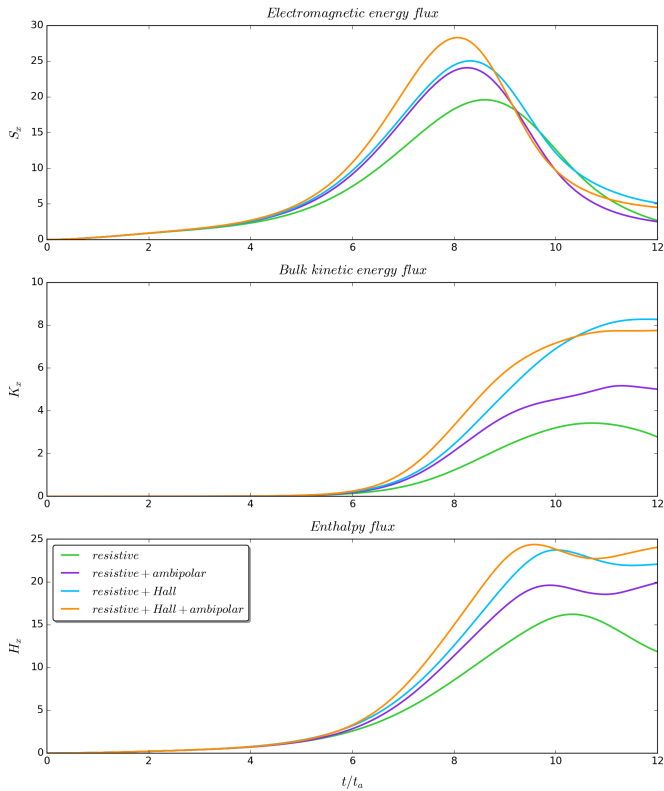 Electromagnetic energy flux
30
25
20
15
10
5
0
S_x
0 2 4 6 8 10 12
Bulk kinetic energy flux
10
8
6
4
2
0
K_x
0 2 4 6 8 10 12
Enthalpy flux
25
20
15
10
5
0
H_x
resistive
resistive + ambipolar
resistive + Hall
resistive + Hall + ambipolar
0 2 4 6 8 10 12
t/t_a